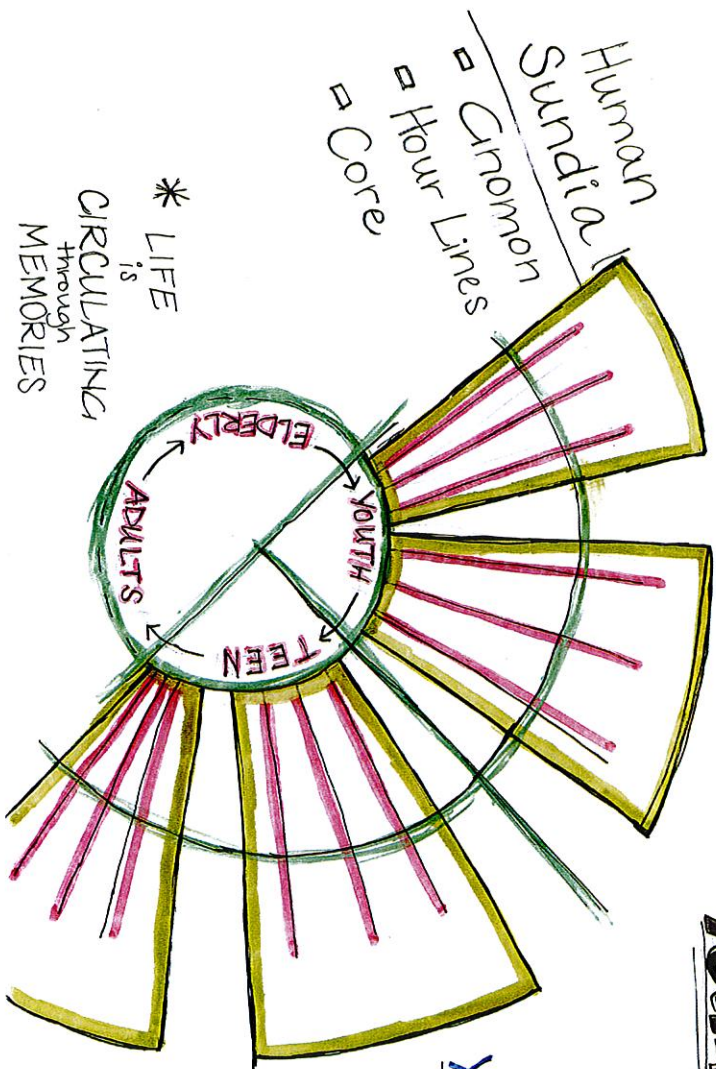 Human
Sundial
Gnomon
Hour Lines
Core
* LIFE
is
CIRCULATING
through
MEMORIES
YOUTH
TEEN
ADULTS
ELDERLY